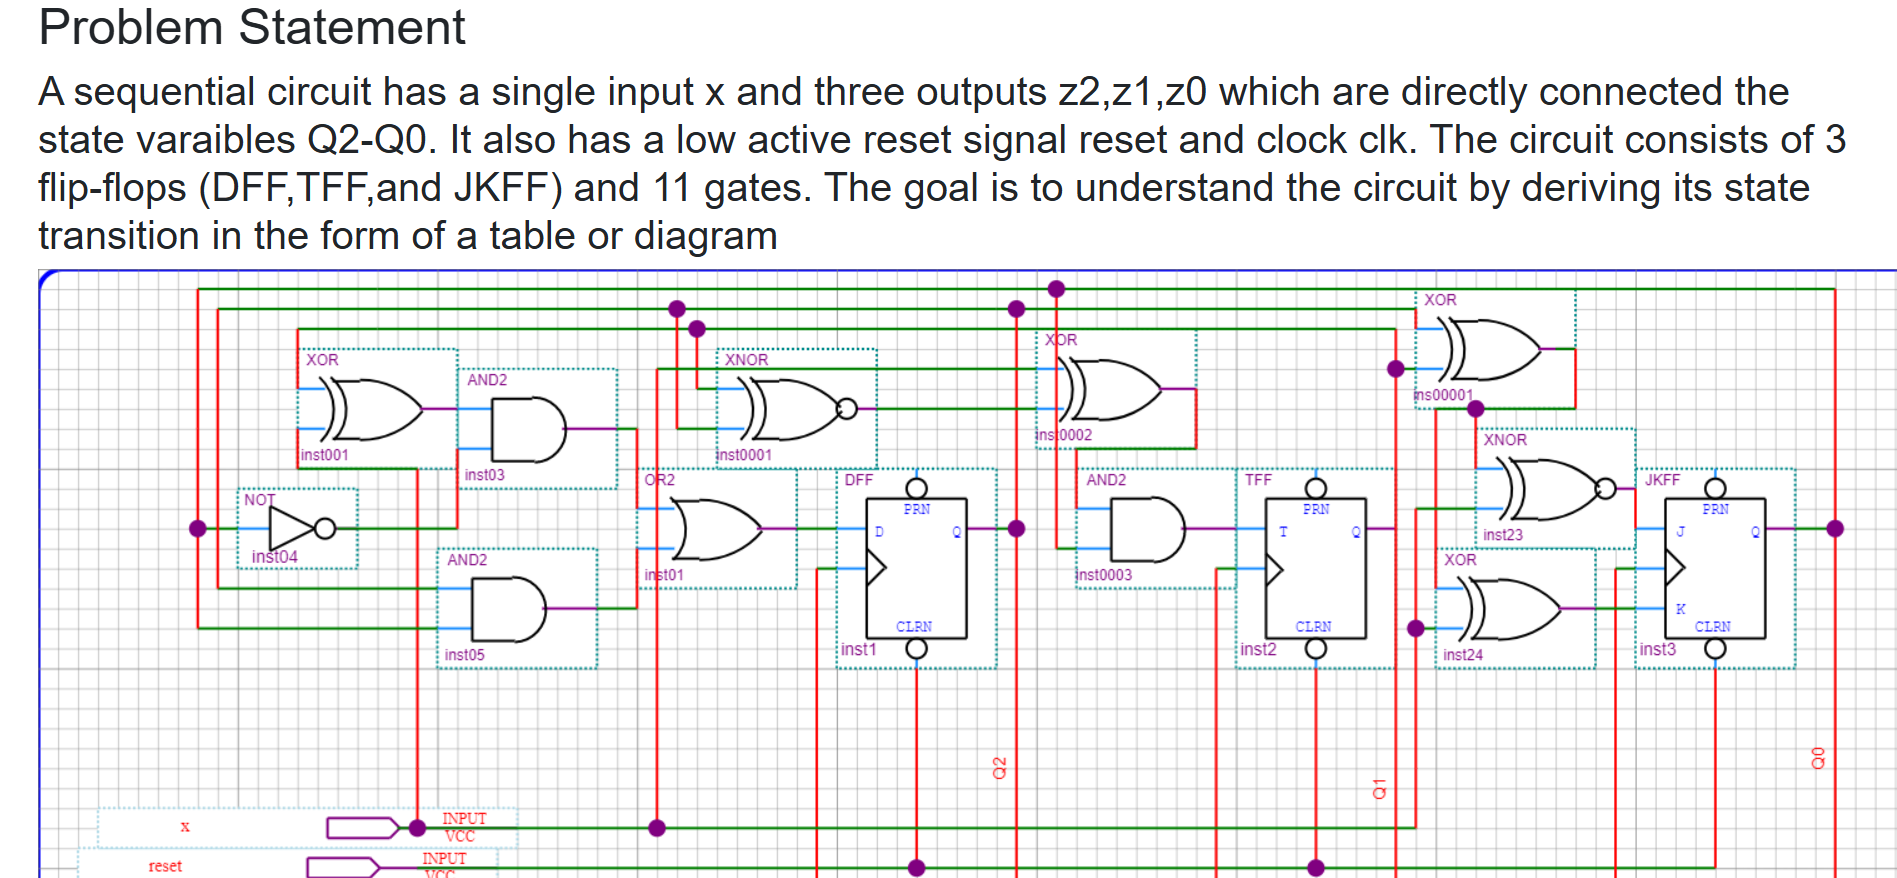 Problem Statement
A sequential circuit has a single input x and three outputs z2,z1,z0 which are directly connected the
state varaibles Q2-Q0. It also has a low active reset signal reset and clock clk. The circuit consists of 3
flip-flops (DFF,TFF,and JKFF) and 11 gates. The goal is to understand the circuit by deriving its state
transition in the form of a table or diagram
XOR
XOR
XOR
XNOR
AND2
ins00001
inst0002
XNOR
inst001
inst0001
inst03
OR2
DFF
AND2
TFF
JKFF
NOT
PRN
PRN
PRN
D
Q
T
Q
inst23
J
Q
inst04
AND2
XOR
inst01
inst0003
K
CLRN
CLRN
CLRN
inst05
inst1
inst2
inst24
inst3
Q2
Q1
Q0
x
INPUT
VCC
reset
INPUT
VCC